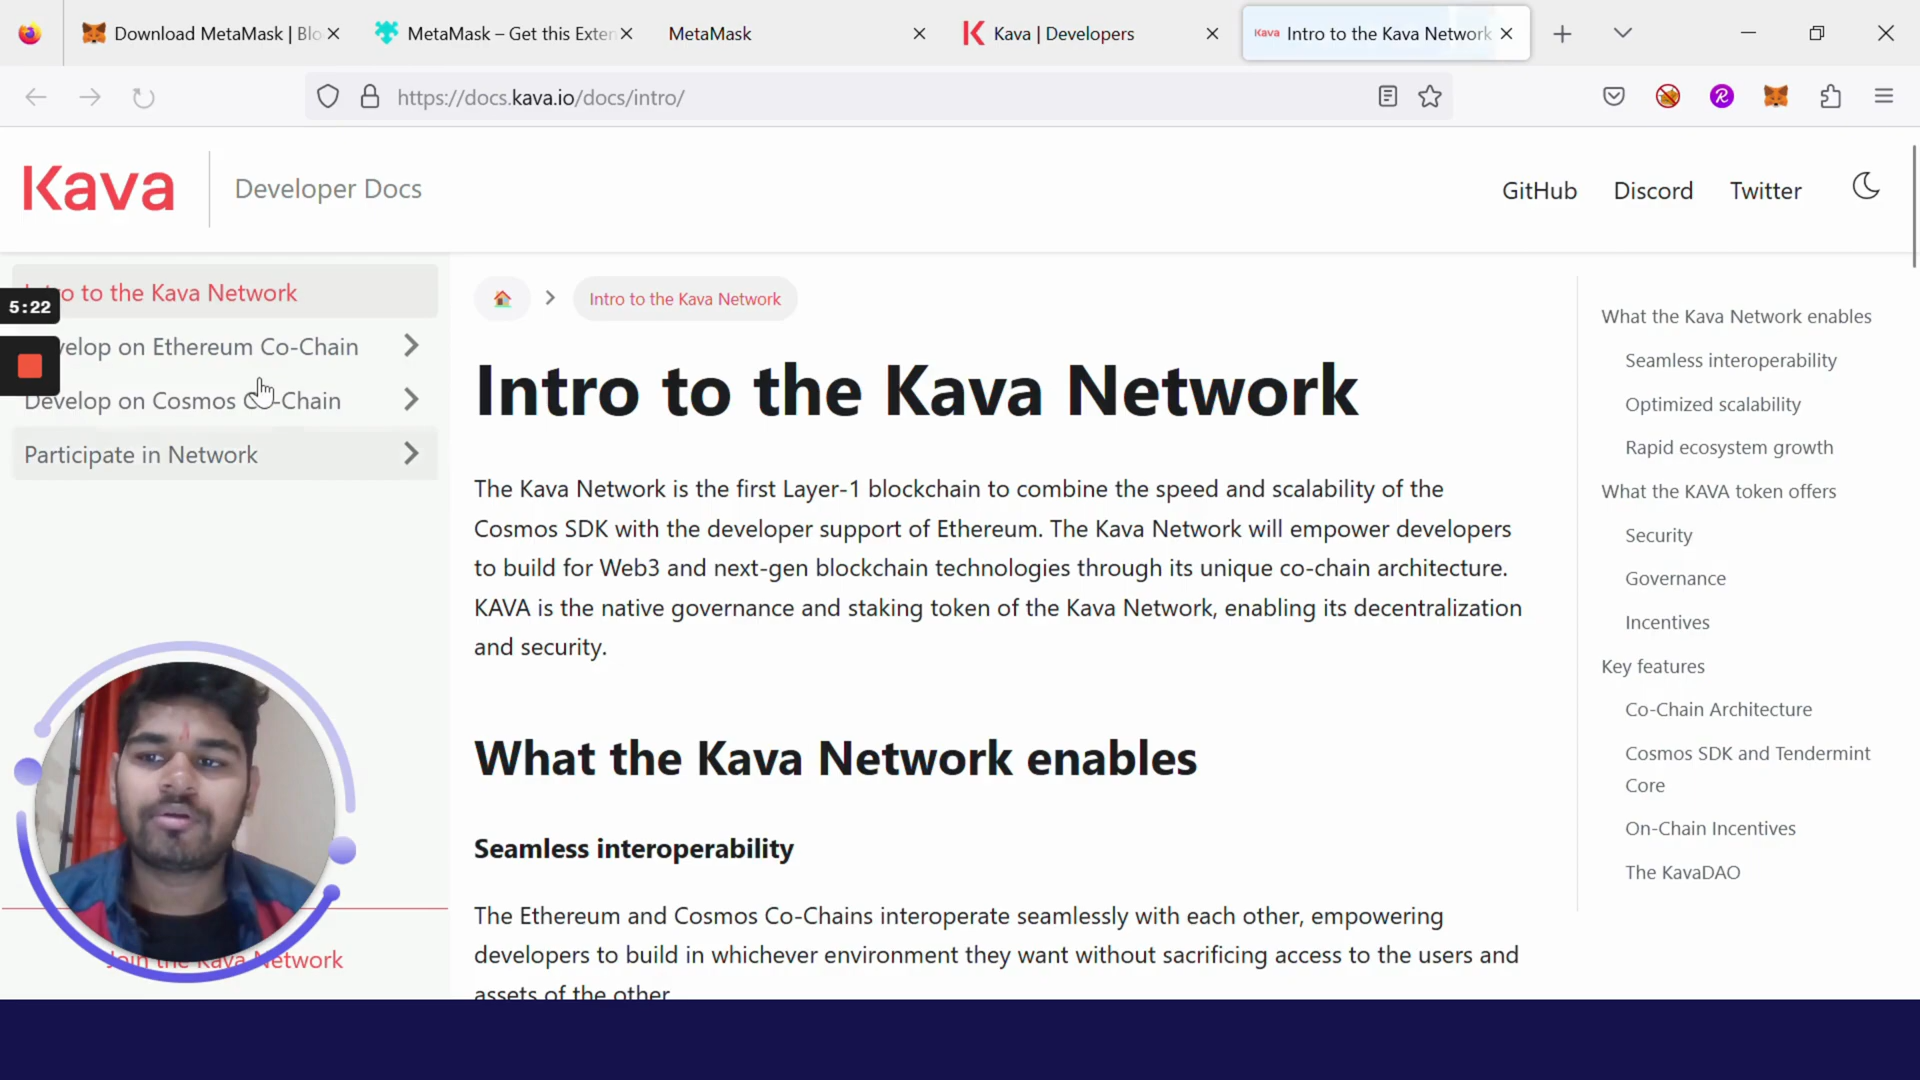 Download MetaMask | Blo
MetaMask – Get this Exten
MetaMask
Kava | Developers
Kava Intro to the Kava Network
https://docs.kava.io/docs/intro/
Kava
Developer Docs
GitHub
Discord
Twitter
5:22
to the Kava Network
on Ethereum Co-Chain
Develop on Cosmos Co-Chain
Participate in Network
Join the Kava Network
Intro to the Kava Network
Intro to the Kava Network
The Kava Network is the first Layer-1 blockchain to combine the speed and scalability of the
Cosmos SDK with the developer support of Ethereum. The Kava Network will empower developers
to build for Web3 and next-gen blockchain technologies through its unique co-chain architecture.
KAVA is the native governance and staking token of the Kava Network, enabling its decentralization
and security.
What the Kava Network enables
Seamless interoperability
The Ethereum and Cosmos Co-Chains interoperate seamlessly with each other, empowering
developers to build in whichever environment they want without sacrificing access to the users and
assets of the other.
What the Kava Network enables
Seamless interoperability
Optimized scalability
Rapid ecosystem growth
What the KAVA token offers
Security
Governance
Incentives
Key features
Co-Chain Architecture
Cosmos SDK and Tendermint
Core
On-Chain Incentives
The KavaDAO